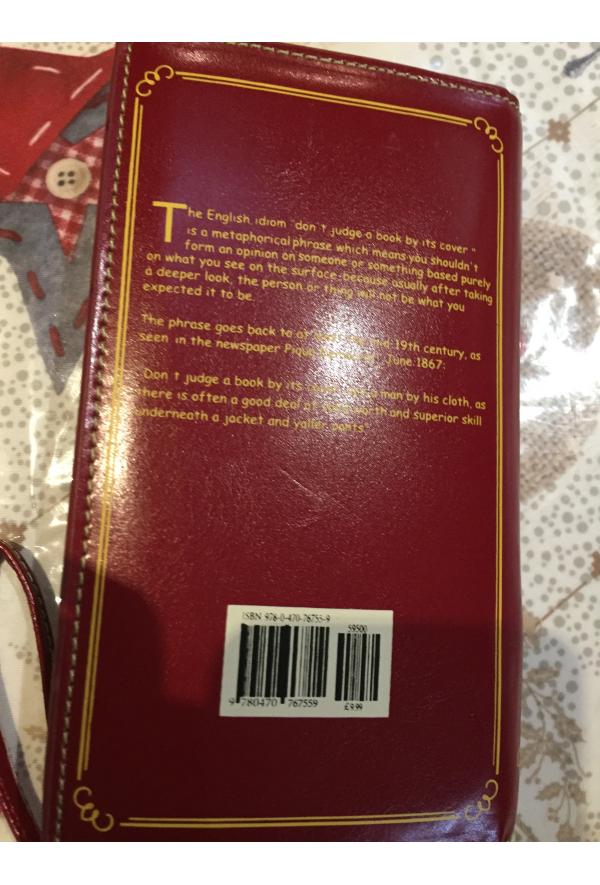 The English idiom "don't judge a book by its cover"
is a metaphorical phrase which means you shouldn't
form an opinion on someone or something based purely
on what you see on the surface because usually after taking
a deeper look, the person or thing will not be what you
expected it to be.
The phrase goes back to at mid 19th century, as
seen in the newspaper June 1867:
Don't judge a book by its man by his cloth, as
there is often a good deal of and superior skill
underneath a jacket and yaller pants"
ISBN 978-0-470-76755-9
59500
9 780470 767559
£9.99